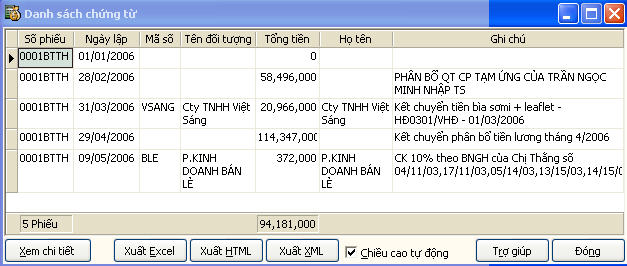 Danh sách chứng từ
Số phiếu Ngày lập Mã số Tên đối tượng Tổng tiền Họ tên Ghi chú
0001BTTH 01/01/2006 0
0001BTTH 28/02/2006 58,496,000 PHÂN BỔ QT CP TẠM ỨNG CỦA TRẦN NGỌC
MINH NHẬP TS
0001BTTH 31/03/2006 VSANG Cty TNHH Việt 20,966,000 Cty TNHH Việt Kết chuyển tiền bìa sơmi + leaflet -
Sáng Sáng HĐ0301/VHĐ - 01/03/2006
0001BTTH 29/04/2006 114,347,000 Kết chuyển phân bổ tiền lương tháng 4/2006
0001BTTH 09/05/2006 BLE P.KINH 372,000 P.KINH CK 10% theo BNGH của Chị Thắng số
DOANH BÁN DOANH BÁN 04/11/03,17/11/03,05/14/03,13/15/03,14/15/0
LẺ LẺ
5 Phiếu 94,181,000
Xem chi tiết Xuất Excel Xuất HTML Xuất XML Chiều cao tự động Trợ giúp Đóng